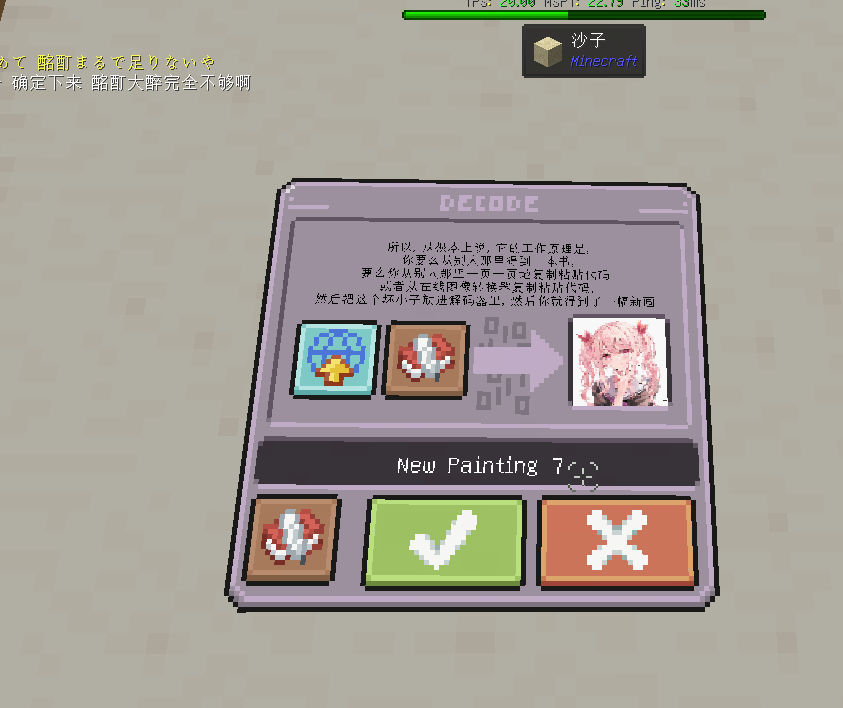 TPS: 20.00 MSPT: 22.79 Ping: 33ms
沙子
Minecraft
めて 酩酊まるで足りないや
确定下来 酩酊大醉完全不够啊
DECODE
所以, 从根本上说, 它的工作原理是,
你要么从别人那里得到一本书,
要么你从别人那里一页一页地复制粘贴代码
或者从在线图像转换器复制粘贴代码,
然后把这个坏小子放进解码器里, 然后你就得到了一幅新画
New Painting 7